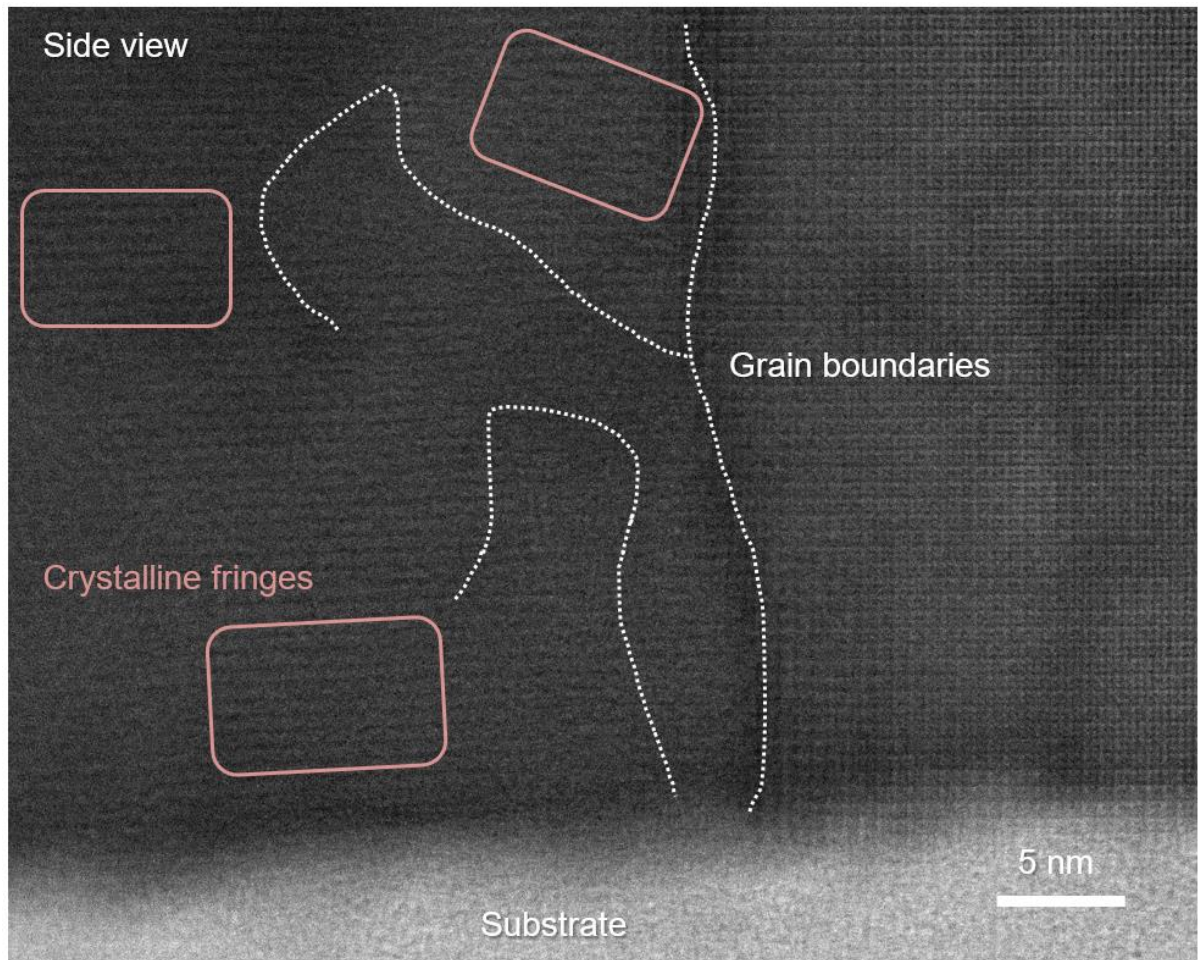 Side view
Grain boundaries
Crystalline fringes
5 nm
Substrate